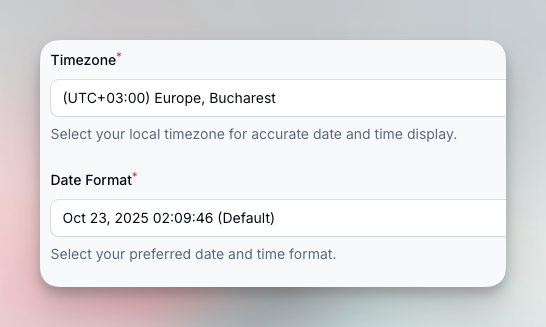 Timezone*
(UTC+03:00) Europe, Bucharest
Select your local timezone for accurate date and time display.
Date Format*
Oct 23, 2025 02:09:46 (Default)
Select your preferred date and time format.